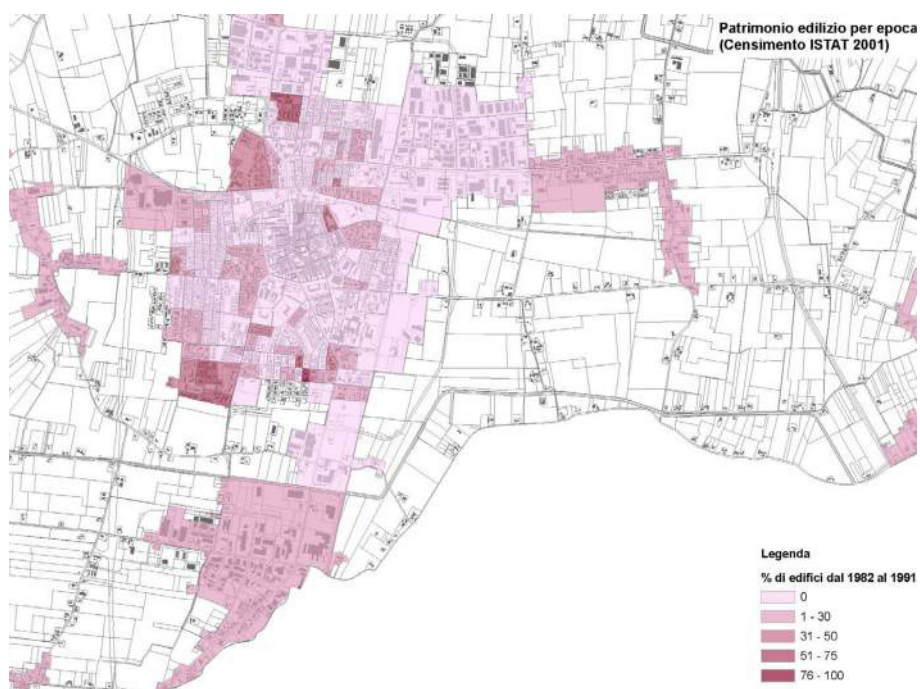 Patrimonio edilizio per epoca
(Censimento ISTAT 2001)
Legenda
% di edifici dal 1982 al 1991
0
1 - 30
31 - 50
51 - 75
76 - 100